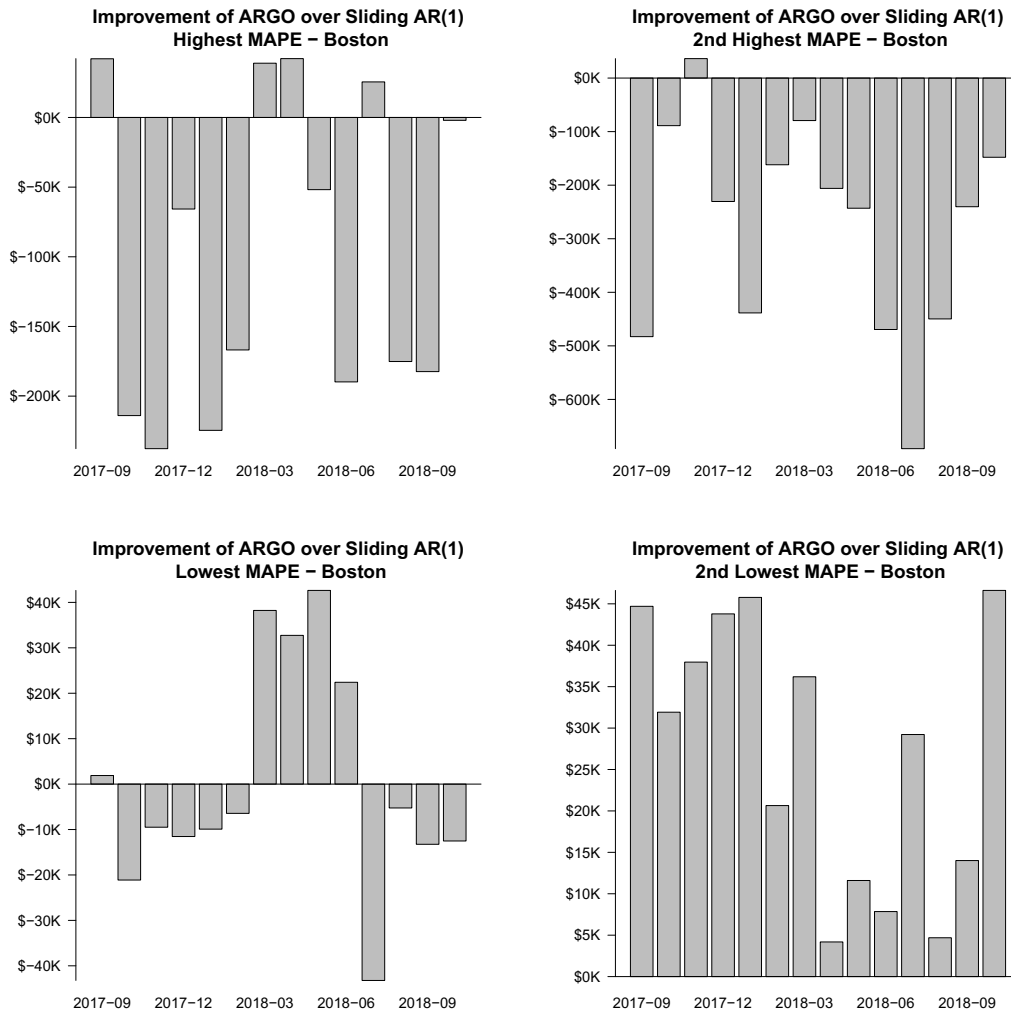 Improvement of ARGO over Sliding AR(1)
Highest MAPE − Boston
$0K
$−50K
$−100K
$−150K
$−200K
2017−09 2017−12 2018−03 2018−06 2018−09
Improvement of ARGO over Sliding AR(1)
2nd Highest MAPE − Boston
$0K
$−100K
$−200K
$−300K
$−400K
$−500K
$−600K
2017−09 2017−12 2018−03 2018−06 2018−09
Improvement of ARGO over Sliding AR(1)
Lowest MAPE − Boston
$40K
$30K
$20K
$10K
$0K
$−10K
$−20K
$−30K
$−40K
2017−09 2017−12 2018−03 2018−06 2018−09
Improvement of ARGO over Sliding AR(1)
2nd Lowest MAPE − Boston
$45K
$40K
$35K
$30K
$25K
$20K
$15K
$10K
$5K
$0K
2017−09 2017−12 2018−03 2018−06 2018−09